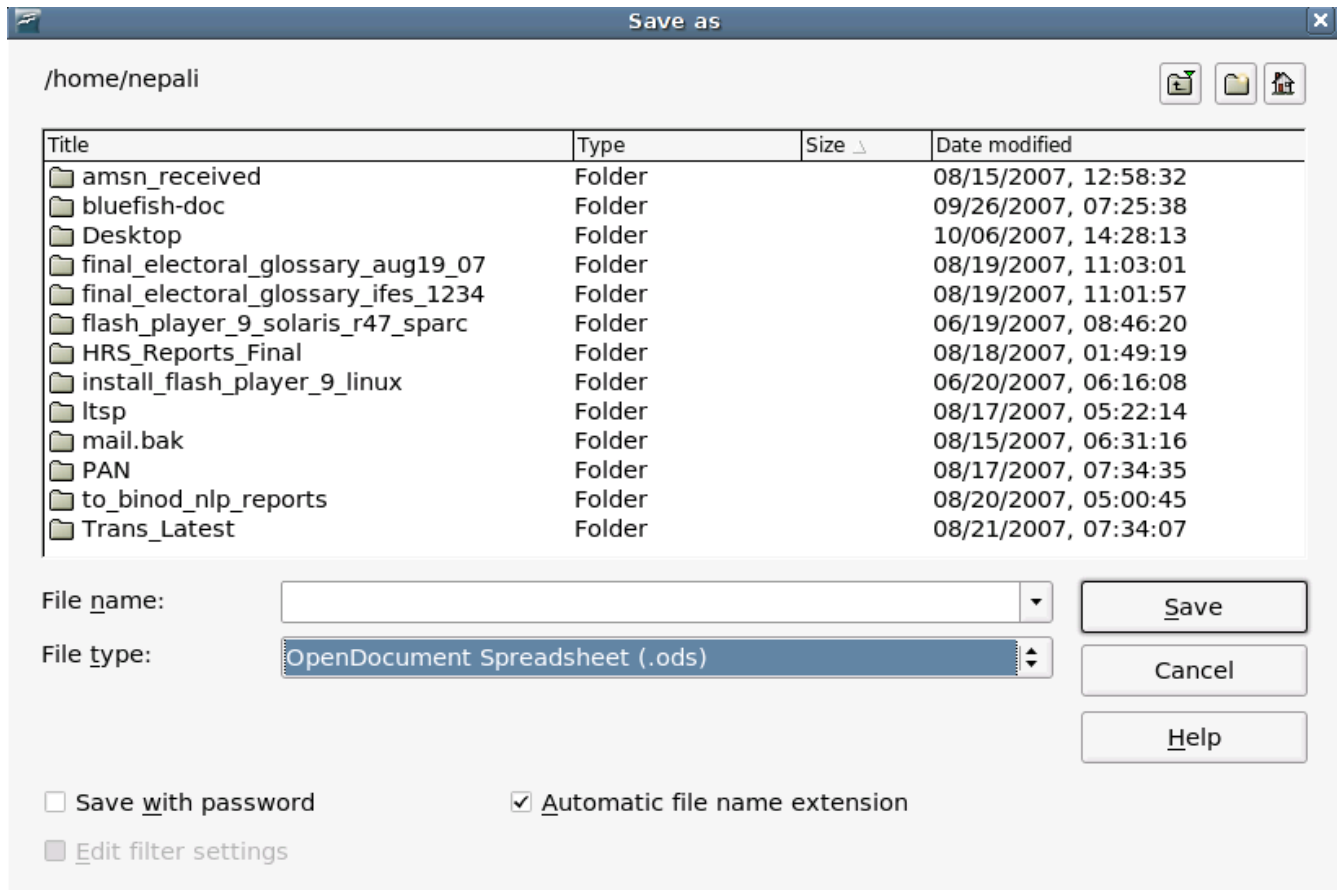 Save as
/home/nepali
Title Type Size Date modified
amsn_received Folder 08/15/2007, 12:58:32
bluefish-doc Folder 09/26/2007, 07:25:38
Desktop Folder 10/06/2007, 14:28:13
final_electoral_glossary_aug19_07 Folder 08/19/2007, 11:03:01
final_electoral_glossary_ifes_1234 Folder 08/19/2007, 11:01:57
flash_player_9_solaris_r47_sparc Folder 06/19/2007, 08:46:20
HRS_Reports_Final Folder 08/18/2007, 01:49:19
install_flash_player_9_linux Folder 06/20/2007, 06:16:08
ltsp Folder 08/17/2007, 05:22:14
mail.bak Folder 08/15/2007, 06:31:16
PAN Folder 08/17/2007, 07:34:35
to_binod_nlp_reports Folder 08/20/2007, 05:00:45
Trans_Latest Folder 08/21/2007, 07:34:07
File name: Save
File type: OpenDocument Spreadsheet (.ods)
Cancel
Help
Save with password Automatic file name extension
Edit filter settings